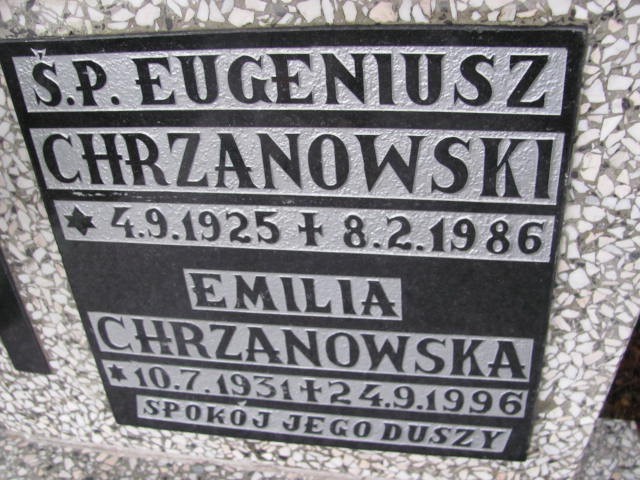 Ś.P. EUGENIUSZ
CHRZANOWSKI
* 4.9.1925 + 8.2.1986
EMILIA
CHRZANOWSKA
* 10.7.1931 + 24.9.1996
SPOKÓJ JEGO DUSZY